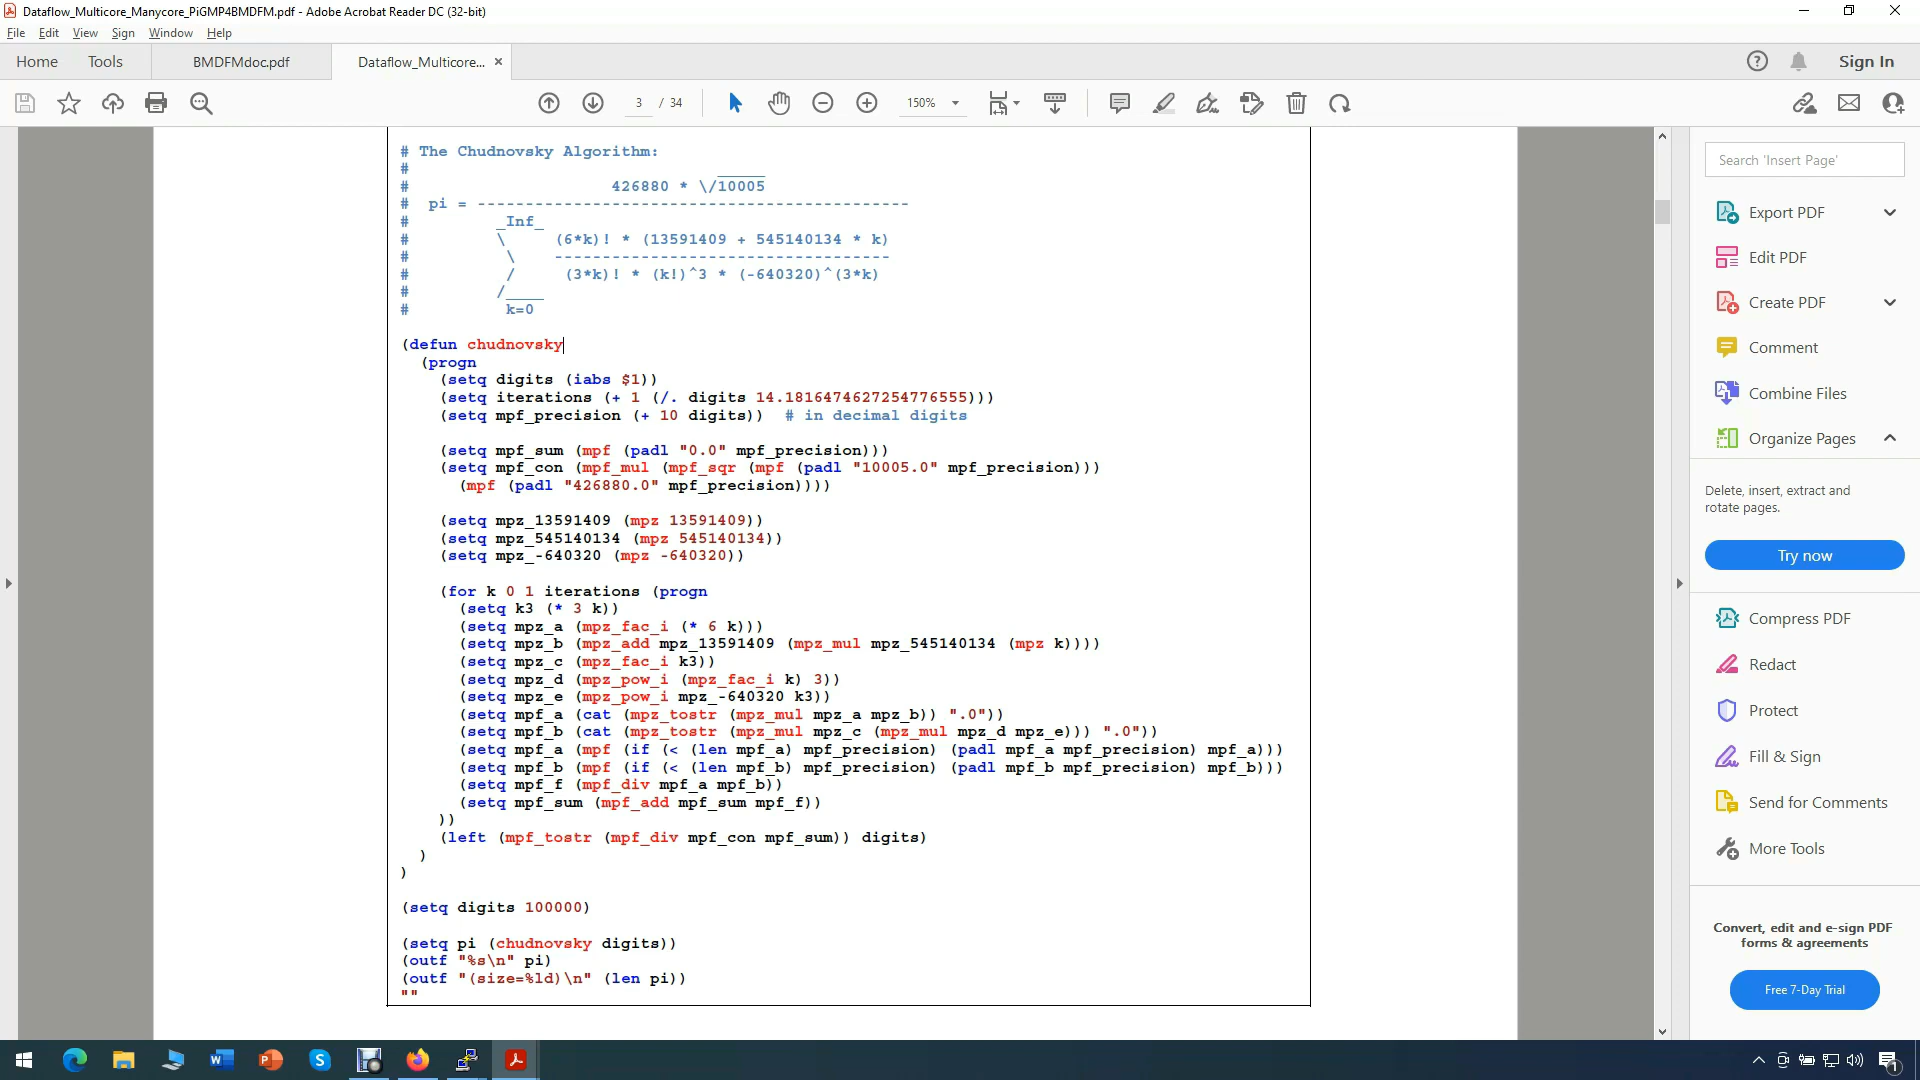 Dataflow_Multicore_Manycore_PiGMP4BMDFM.pdf - Adobe Acrobat Reader DC (32-bit)
File Edit View Sign Window Help
Home Tools BMDFMdoc.pdf Dataflow_Multicore... × Sign In
3 / 34 150%
# The Chudnovsky Algorithm:
#                                _____
#                     426880 * \/10005
#  pi = ---------------------------------------------
#         _Inf_
#         \     (6*k)! * (13591409 + 545140134 * k)
#          \    -----------------------------------
#          /     (3*k)! * (k!)^3 * (-640320)^(3*k)
#         /____
#          k=0
(defun chudnovsky
  (progn
    (setq digits (iabs $1))
    (setq iterations (+ 1 (/. digits 14.1816474627254776555)))
    (setq mpf_precision (+ 10 digits))  # in decimal digits
    (setq mpf_sum (mpf (padl "0.0" mpf_precision)))
    (setq mpf_con (mpf_mul (mpf_sqr (mpf (padl "10005.0" mpf_precision)))
      (mpf (padl "426880.0" mpf_precision))))
    (setq mpz_13591409 (mpz 13591409))
    (setq mpz_545140134 (mpz 545140134))
    (setq mpz_-640320 (mpz -640320))
    (for k 0 1 iterations (progn
      (setq k3 (* 3 k))
      (setq mpz_a (mpz_fac_i (* 6 k)))
      (setq mpz_b (mpz_add mpz_13591409 (mpz_mul mpz_545140134 (mpz k))))
      (setq mpz_c (mpz_fac_i k3))
      (setq mpz_d (mpz_pow_i (mpz_fac_i k) 3))
      (setq mpz_e (mpz_pow_i mpz_-640320 k3))
      (setq mpf_a (cat (mpz_tostr (mpz_mul mpz_a mpz_b)) ".0"))
      (setq mpf_b (cat (mpz_tostr (mpz_mul mpz_c (mpz_mul mpz_d mpz_e))) ".0"))
      (setq mpf_a (mpf (if (< (len mpf_a) mpf_precision) (padl mpf_a mpf_precision) mpf_a)))
      (setq mpf_b (mpf (if (< (len mpf_b) mpf_precision) (padl mpf_b mpf_precision) mpf_b)))
      (setq mpf_f (mpf_div mpf_a mpf_b))
      (setq mpf_sum (mpf_add mpf_sum mpf_f))
    ))
    (left (mpf_tostr (mpf_div mpf_con mpf_sum)) digits)
  )
)
(setq digits 100000)
(setq pi (chudnovsky digits))
(outf "%s\n" pi)
(outf "(size=%ld)\n" (len pi))
""
Search 'Insert Page'
Export PDF
Edit PDF
Create PDF
Comment
Combine Files
Organize Pages
Delete, insert, extract and
rotate pages.
Try now
Compress PDF
Redact
Protect
Fill & Sign
Send for Comments
More Tools
Convert, edit and e-sign PDF
forms & agreements
Free 7-Day Trial